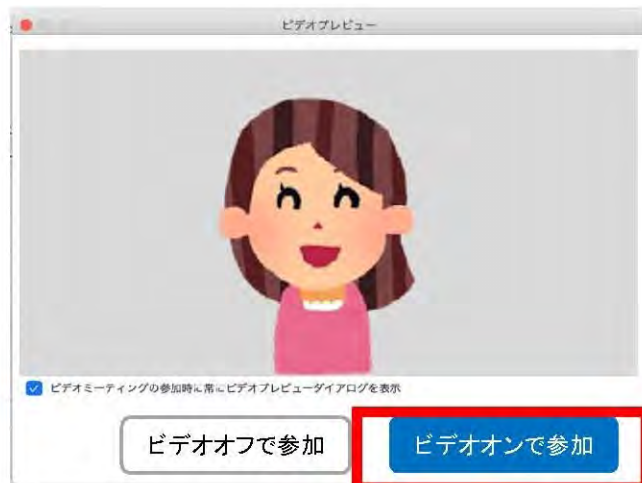 ビデオプレビュー
ビデオミーティングの参加時に常にビデオプレビューダイアログを表示
ビデオオフで参加
ビデオオンで参加